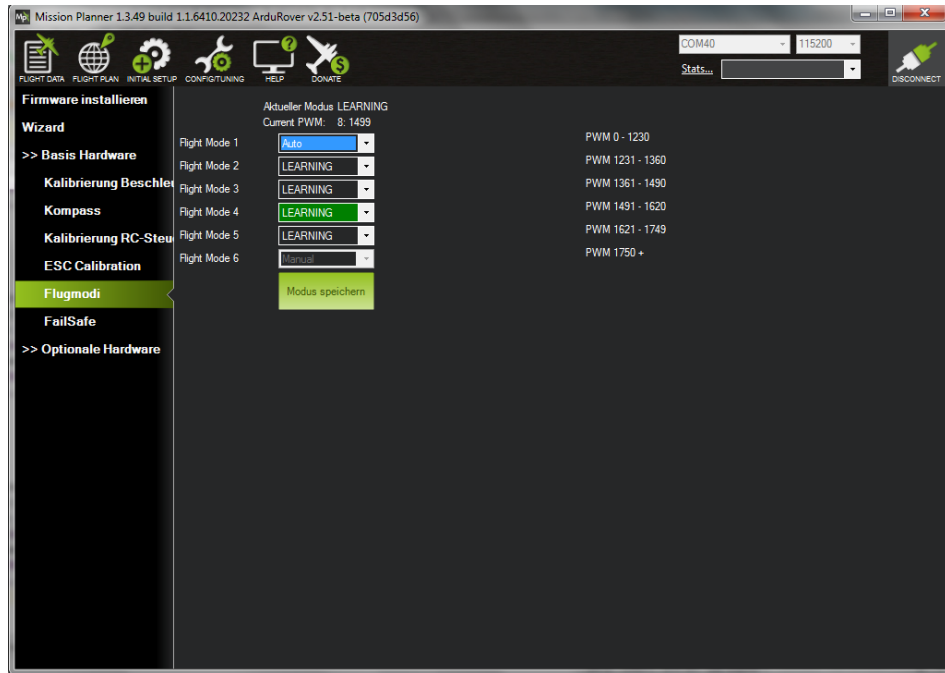 Mission Planner 1.3.49 build 1.1.6410.20232 ArduRover v2.51-beta (705d3d56)
FLIGHT DATA FLIGHT PLAN INITIAL SETUP CONFIG/TUNING HELP DONATE
COM40 115200
Stats...
DISCONNECT
Firmware installieren
Wizard
>> Basis Hardware
Kalibrierung Beschleu
Kompass
Kalibrierung RC-Steu
ESC Calibration
Flugmodi
FailSafe
>> Optionale Hardware
Aktueller Modus LEARNING
Current PWM: 8: 1499
Flight Mode 1 Auto PWM 0 - 1230
Flight Mode 2 LEARNING PWM 1231 - 1360
Flight Mode 3 LEARNING PWM 1361 - 1490
Flight Mode 4 LEARNING PWM 1491 - 1620
Flight Mode 5 LEARNING PWM 1621 - 1749
Flight Mode 6 Manual PWM 1750 +
Modus speichern